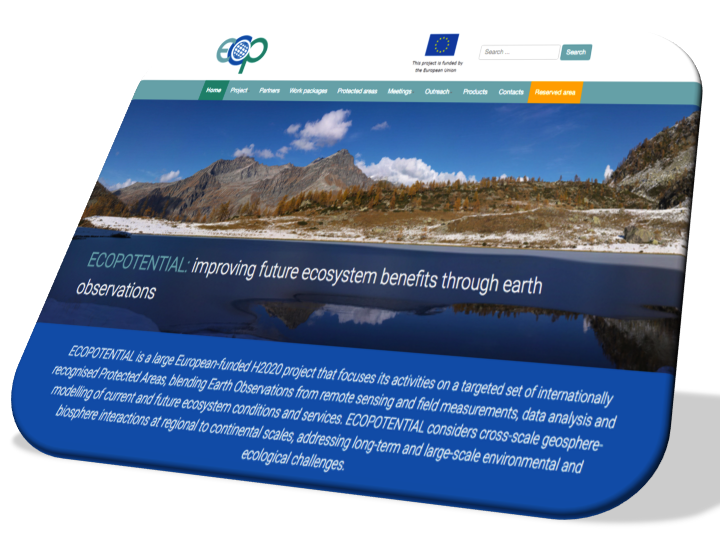 ecp
This project is funded by
the European Union
Search ...
Search
Home Project Partners Work packages Protected areas Meetings Outreach Products Contacts Reserved area
ECOPOTENTIAL: improving future ecosystem benefits through earth
observations
ECOPOTENTIAL is a large European-funded H2020 project that focuses its activities on a targeted set of internationally
recognised Protected Areas, blending Earth Observations from remote sensing and field measurements, data analysis and
modelling of current and future ecosystem conditions and services. ECOPOTENTIAL considers cross-scale geosphere-
biosphere interactions at regional to continental scales, addressing long-term and large-scale environmental and
ecological challenges.